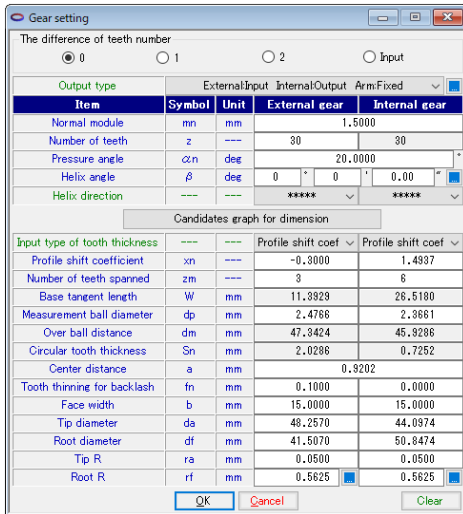 Gear setting
The difference of teeth number
0 1 2 Input
Output type External:Input Internal:Output Arm:Fixed
Item Symbol Unit External gear Internal gear
Normal module mn mm 1.5000
Number of teeth z --- 30 30
Pressure angle αn deg 20.0000 °
Helix angle β deg 0 ° 0 ' 0.00 "
Helix direction --- --- ***** *****
Candidates graph for dimension
Input type of tooth thickness --- --- Profile shift coef Profile shift coef
Profile shift coefficient xn --- -0.3000 1.4937
Number of teeth spanned zm --- 3 6
Base tangent length W mm 11.3929 26.5180
Measurement ball diameter dp mm 2.4766 2.3661
Over ball distance dm mm 47.3424 45.9286
Circular tooth thickness Sn mm 2.0286 0.7252
Center distance a mm 0.9202
Tooth thinning for backlash fn mm 0.1000 0.0000
Face width b mm 15.0000 15.0000
Tip diameter da mm 48.2570 44.0974
Root diameter df mm 41.5070 50.8474
Tip R ra mm 0.0500 0.0500
Root R rf mm 0.5625 0.5625
OK Cancel Clear